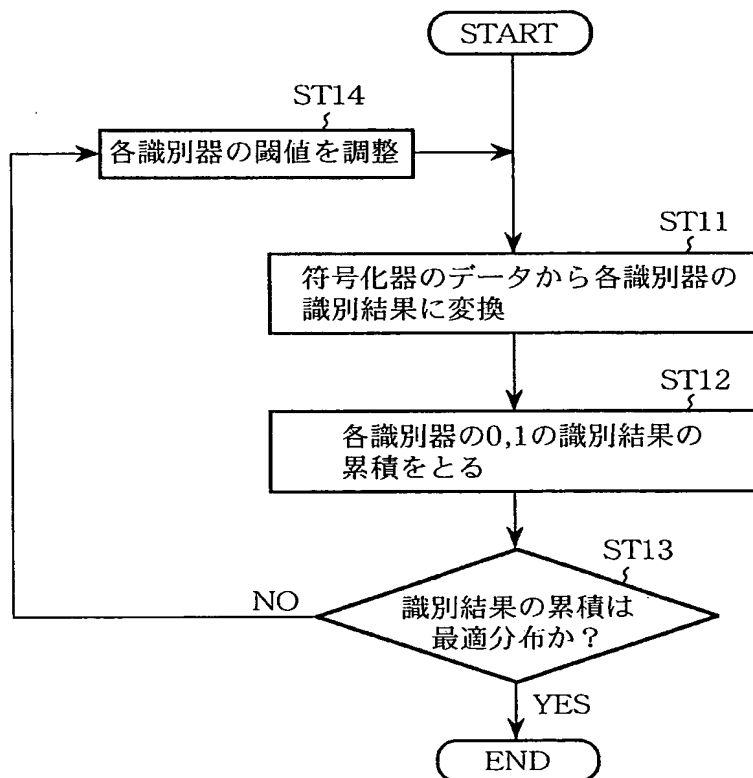 START
ST14
各識別器の閾値を調整
ST11
符号化器のデータから各識別器の
識別結果に変換
ST12
各識別器の0,1の識別結果の
累積をとる
ST13
NO
識別結果の累積は
最適分布か?
YES
END